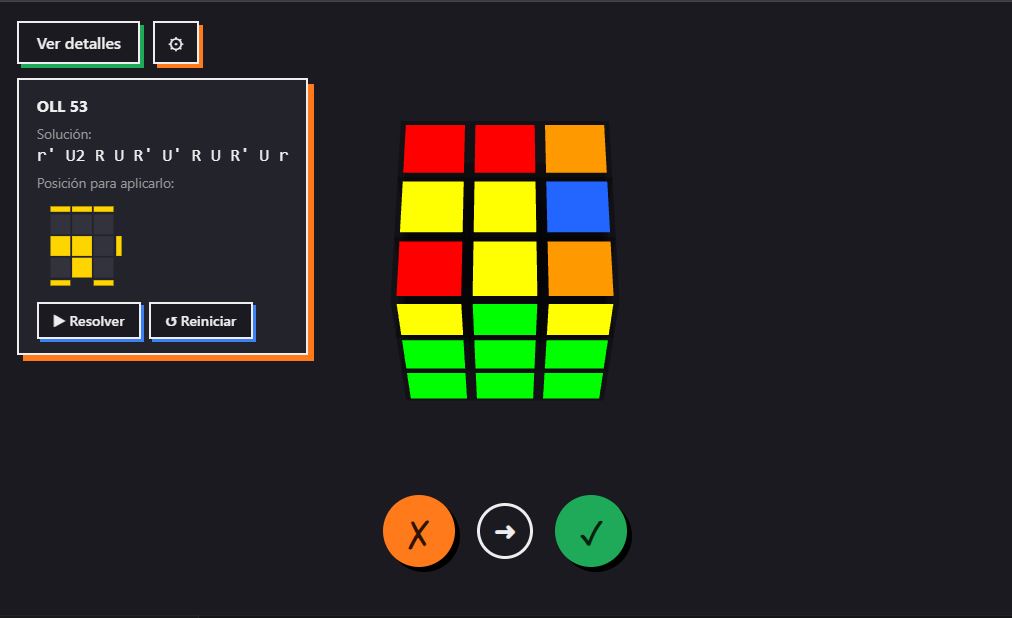 Ver detalles ⚙
OLL 53
Solución:
r' U2 R U R' U' R U R' U r
Posición para aplicarlo:
▶ Resolver ↺ Reiniciar
✗ ➜ ✓